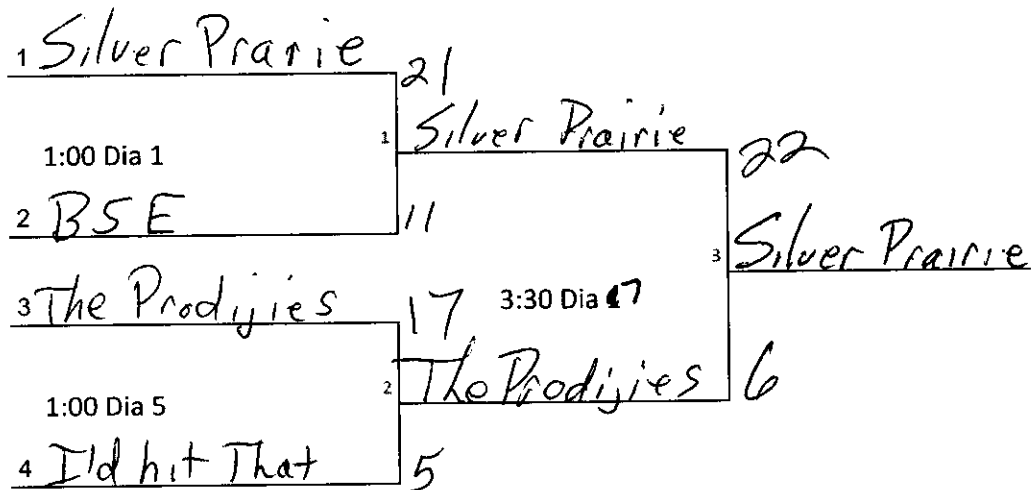 1 Silver Prarie
21
1 Silver Prairie
22
1:00 Dia 1
2 BSE
11
3 Silver Prairie
3 The Prodijies
17
3:30 Dia 7
2 The Prodijies
6
1:00 Dia 5
4 I'd hit That
5